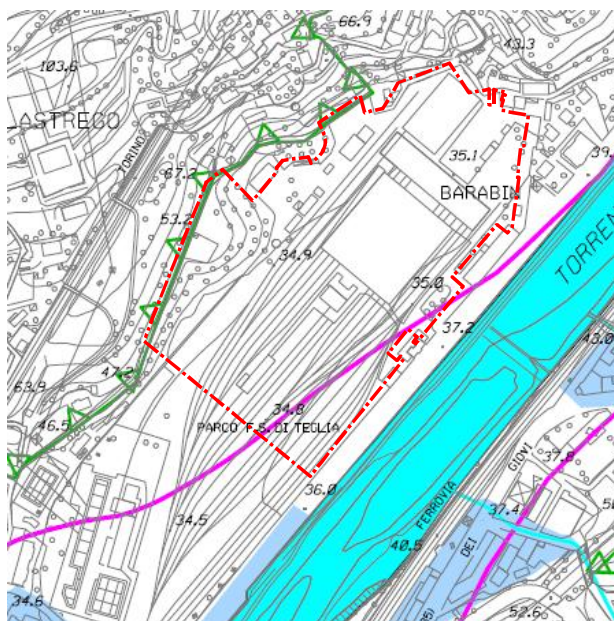 66.9
43.3
103.6
LASTREGO
TORINO
35.1
67.2
BARABIN
39.
53.2
TORREN
34.9
35.0
37.2
47.2
43.0
63.9
34.8
46.5
PARCO F.S. DI TEGLIA
GIOVI
37.8
36.0
FERROVIA
34.5
37.4
DEI
40.5
34.6
52.6